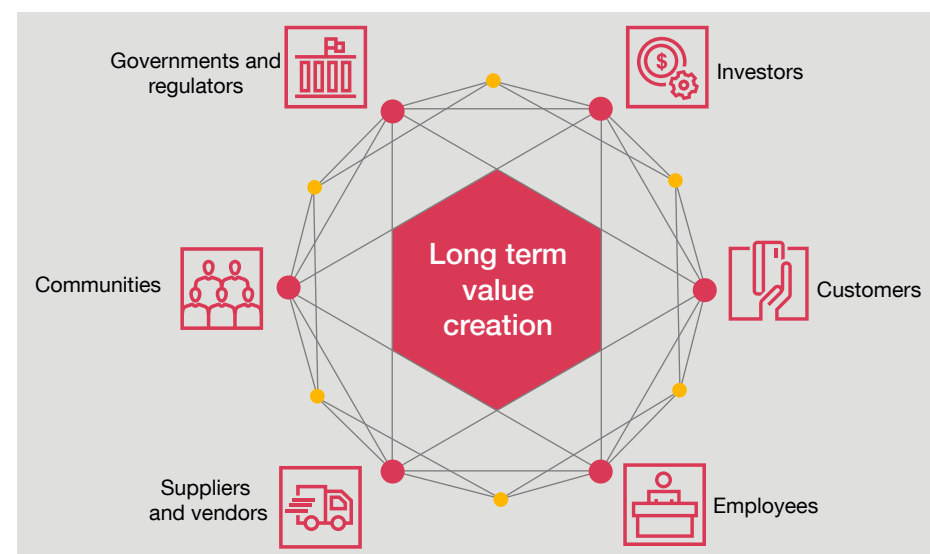 Governments and
regulators
$
Investors
Communities
Long term
value
creation
Customers
Suppliers
and vendors
Employees